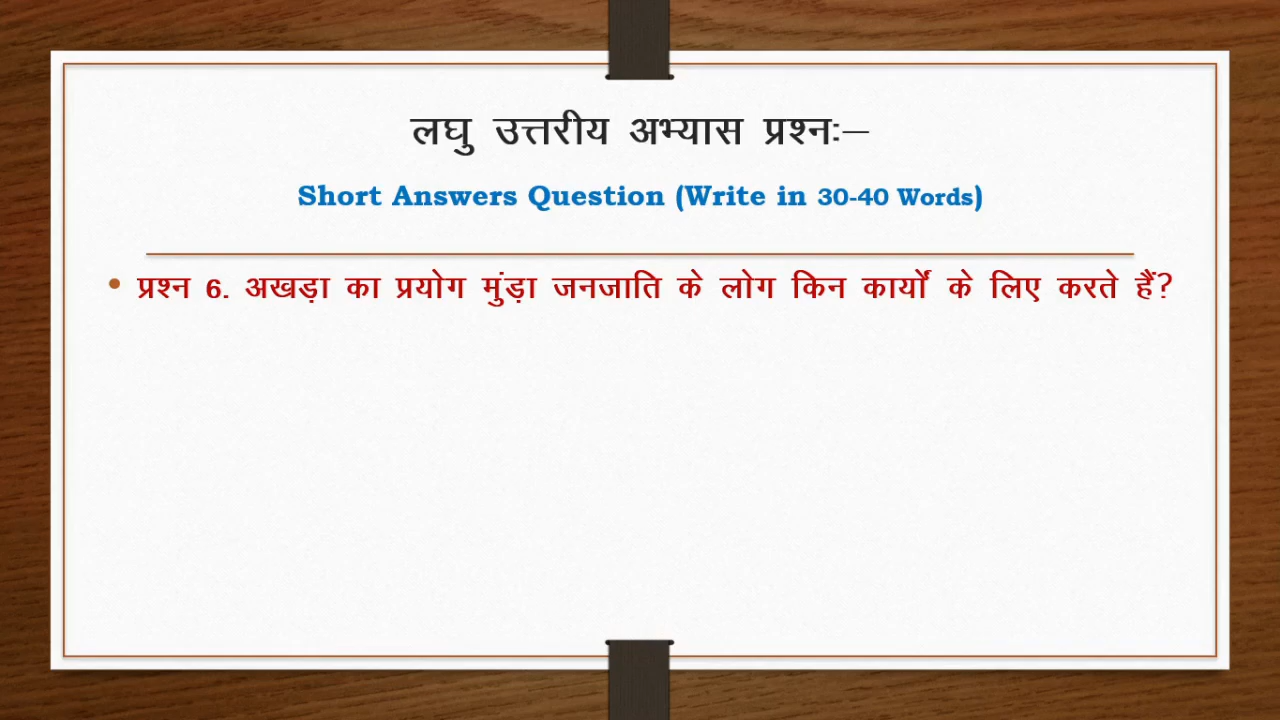 लघु उत्तरीय अभ्यास प्रश्नः–
Short Answers Question (Write in 30-40 Words)
• प्रश्न 6. अखड़ा का प्रयोग मुंड़ा जनजाति के लोग किन कार्यों के लिए करते हैं?